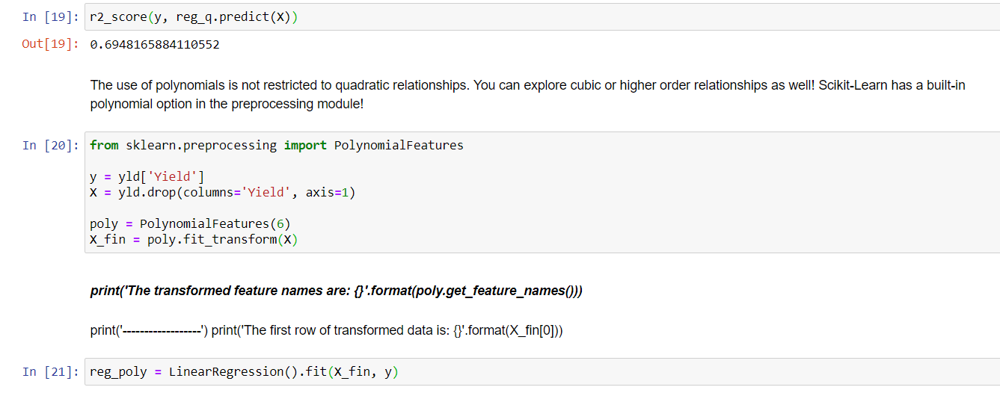 In [19]: r2_score(y, reg_q.predict(X))
Out[19]: 0.6948165884110552
The use of polynomials is not restricted to quadratic relationships. You can explore cubic or higher order relationships as well! Scikit-Learn has a built-in
polynomial option in the preprocessing module!
In [20]: from sklearn.preprocessing import PolynomialFeatures
y = yld['Yield']
X = yld.drop(columns='Yield', axis=1)
poly = PolynomialFeatures(6)
X_fin = poly.fit_transform(X)
print('The transformed feature names are: {}'.format(poly.get_feature_names()))
print('------------------') print('The first row of transformed data is: {}'.format(X_fin[0]))
In [21]: reg_poly = LinearRegression().fit(X_fin, y)